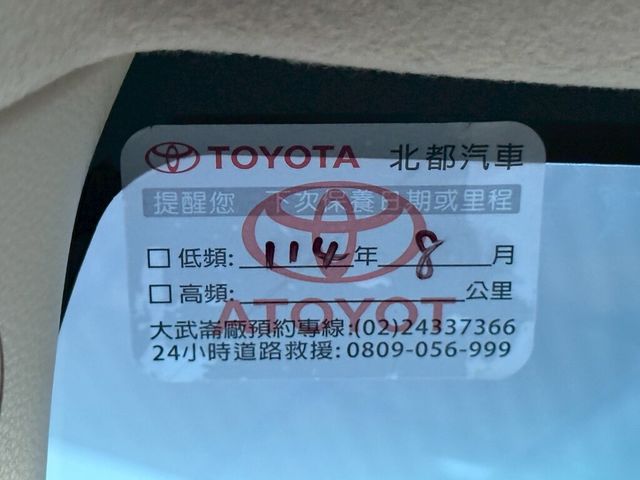 TOYOTA 北都汽車
提醒您 下次保養日期或里程
□ 低頻: 114 年 8 月
□ 高頻: 公里
ATOYOT
大武崙廠預約專線:(02)24337366
24小時道路救援:0809-056-999